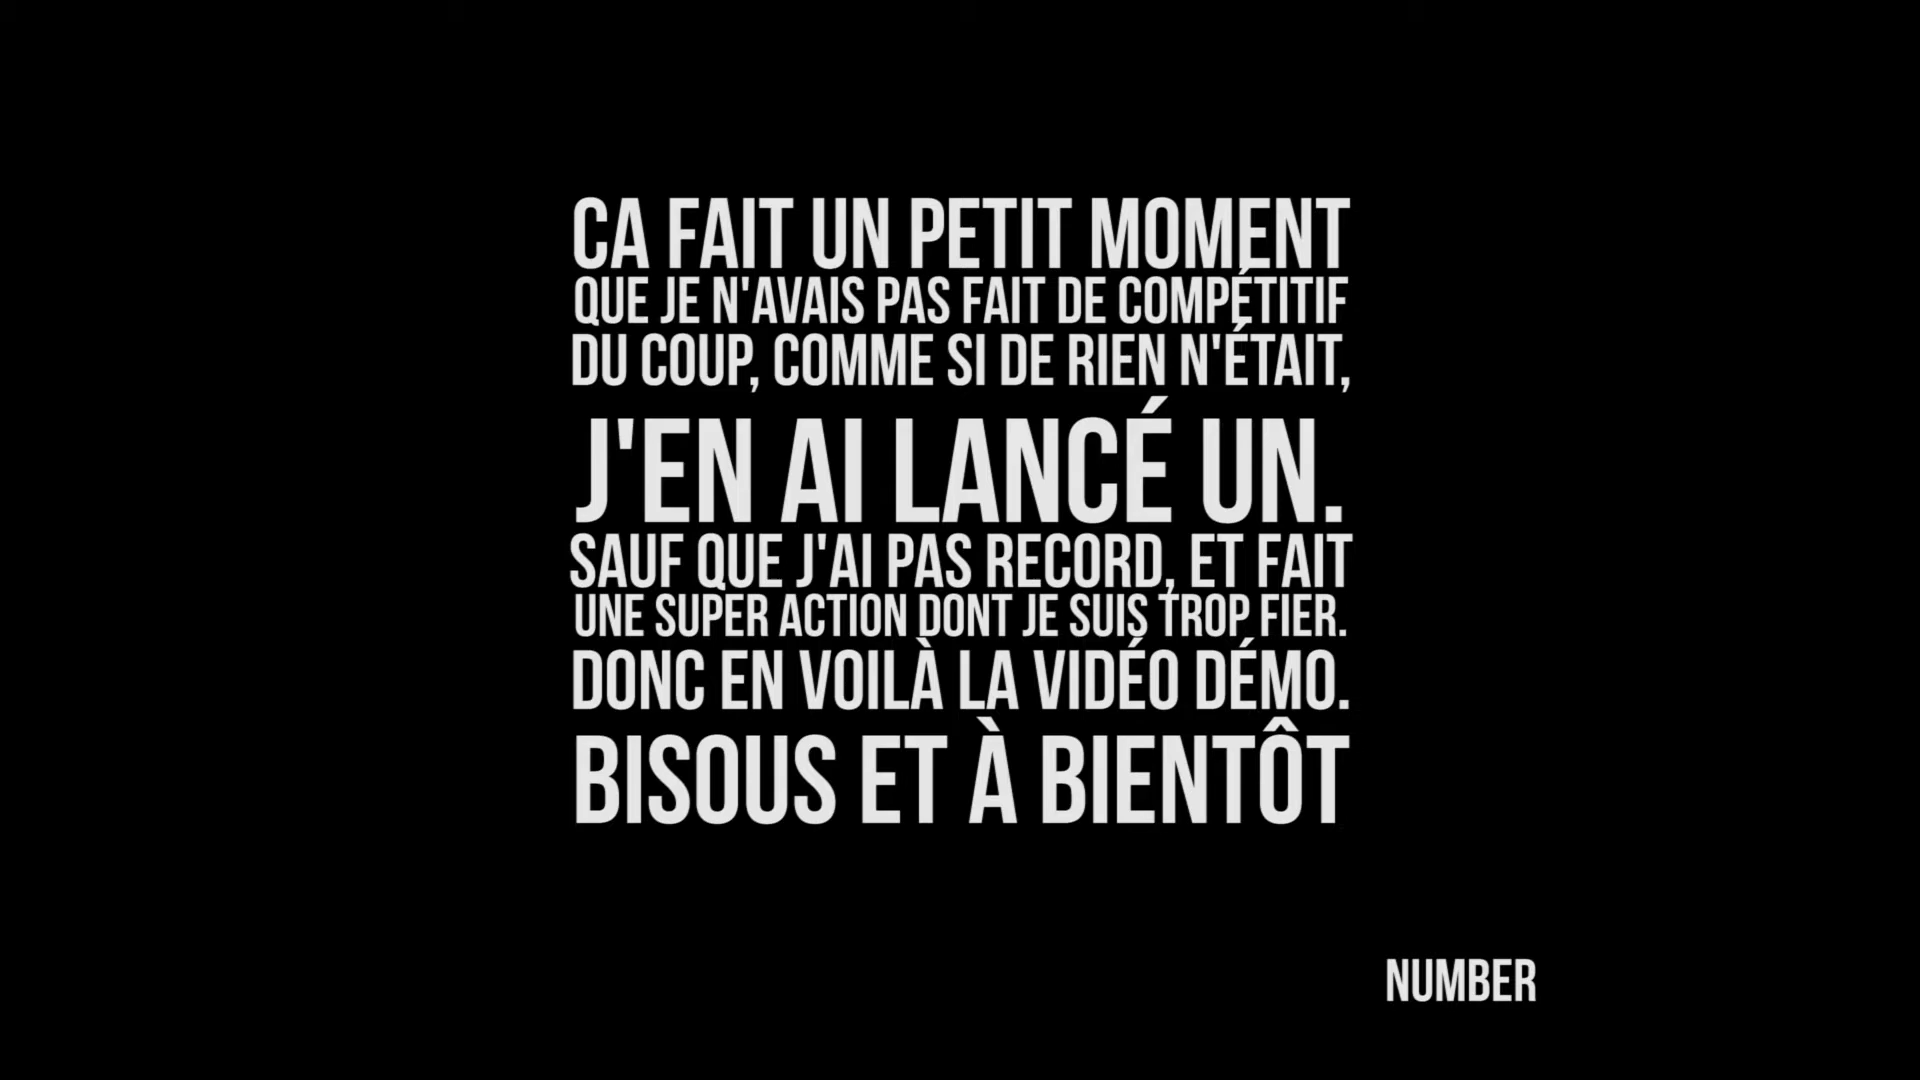 CA FAIT UN PETIT MOMENT
QUE JE N'AVAIS PAS FAIT DE COMPÉTITIF
DU COUP, COMME SI DE RIEN N'ÉTAIT,
J'EN AI LANCÉ UN.
SAUF QUE J'AI PAS RECORD, ET FAIT
UNE SUPER ACTION DONT JE SUIS TROP FIER.
DONC EN VOILÀ LA VIDÉO DÉMO.
BISOUS ET À BIENTÔT
NUMBER